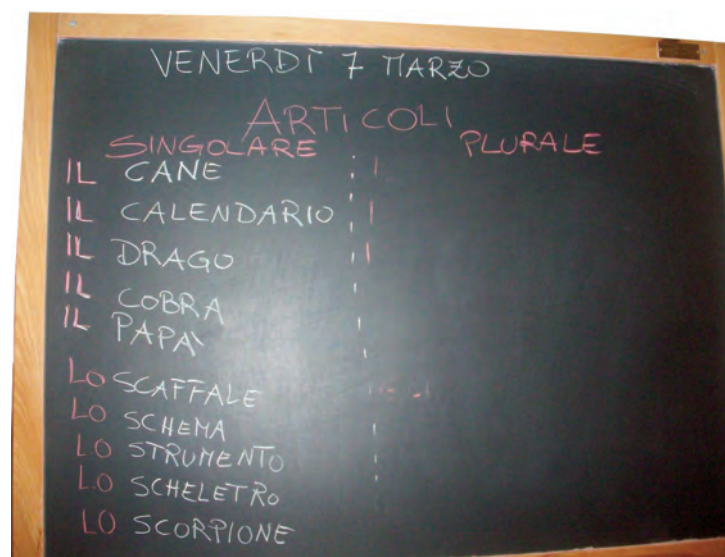 VENERDÌ 7 MARZO
ARTICOLI
SINGOLARE PLURALE
IL CANE I
IL CALENDARIO I
IL DRAGO I
IL COBRA
IL PAPÀ
LO SCAFFALE
LO SCHEMA
LO STRUMENTO
LO SCHELETRO
LO SCORPIONE